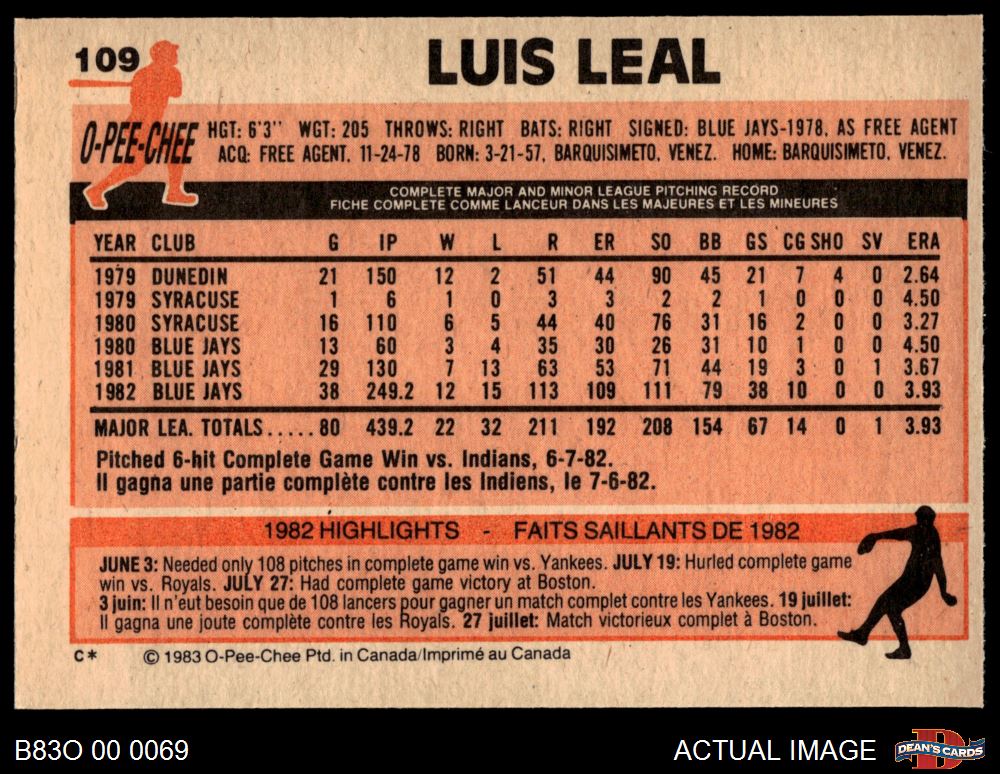 109
LUIS LEAL
O-PEE-CHEE
HGT: 6'3" WGT: 205 THROWS: RIGHT BATS: RIGHT SIGNED: BLUE JAYS-1978, AS FREE AGENT
ACQ: FREE AGENT, 11-24-78 BORN: 3-21-57, BARQUISIMETO, VENEZ. HOME: BARQUISIMETO, VENEZ.
COMPLETE MAJOR AND MINOR LEAGUE PITCHING RECORD
FICHE COMPLETE COMME LANCEUR DANS LES MAJEURES ET LES MINEURES
YEAR CLUB G IP W L R ER SO BB GS CG SHO SV ERA
1979 DUNEDIN 21 150 12 2 51 44 90 45 21 7 4 0 2.64
1979 SYRACUSE 1 6 1 0 3 3 2 2 1 0 0 0 4.50
1980 SYRACUSE 16 110 6 5 44 40 76 31 16 2 0 0 3.27
1980 BLUE JAYS 13 60 3 4 35 30 26 31 10 1 0 0 4.50
1981 BLUE JAYS 29 130 7 13 63 53 71 44 19 3 0 1 3.67
1982 BLUE JAYS 38 249.2 12 15 113 109 111 79 38 10 0 0 3.93
MAJOR LEA. TOTALS.....80 439.2 22 32 211 192 208 154 67 14 0 1 3.93
Pitched 6-hit Complete Game Win vs. Indians, 6-7-82.
Il gagna une partie complète contre les Indiens, le 7-6-82.
1982 HIGHLIGHTS - FAITS SAILLANTS DE 1982
JUNE 3: Needed only 108 pitches in complete game win vs. Yankees. JULY 19: Hurled complete game
win vs. Royals. JULY 27: Had complete game victory at Boston.
3 juin: Il n'eut besoin que de 108 lancers pour gagner un match complet contre les Yankees. 19 juillet:
Il gagna une joute complète contre les Royals. 27 juillet: Match victorieux complet à Boston.
C* © 1983 O-Pee-Chee Ptd. in Canada/Imprimé au Canada
B83O 00 0069
ACTUAL IMAGE
D
DEAN'S CARDS